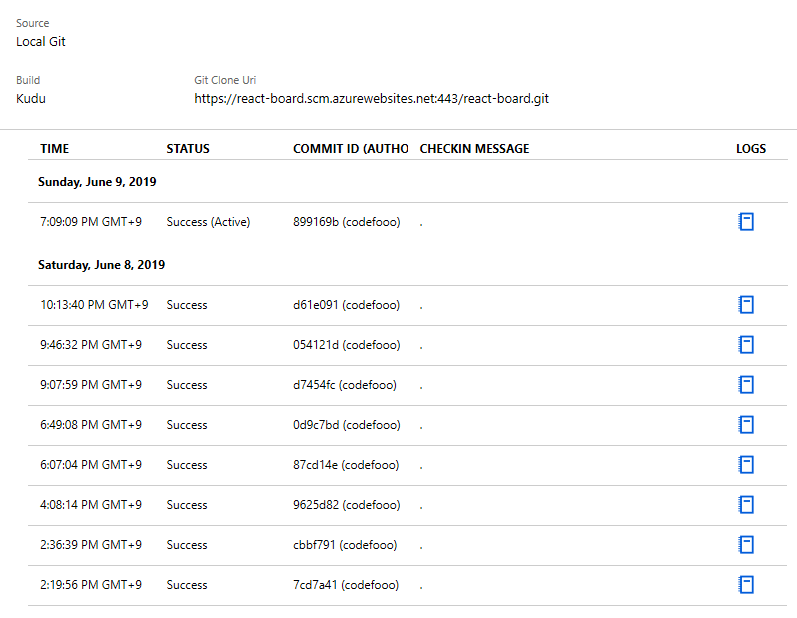 Source
Local Git
Build Git Clone Uri
Kudu https://react-board.scm.azurewebsites.net:443/react-board.git
TIME STATUS COMMIT ID (AUTHO CHECKIN MESSAGE LOGS
Sunday, June 9, 2019
7:09:09 PM GMT+9 Success (Active) 899169b (codefooo) .
Saturday, June 8, 2019
10:13:40 PM GMT+9 Success d61e091 (codefooo) .
9:46:32 PM GMT+9 Success 054121d (codefooo) .
9:07:59 PM GMT+9 Success d7454fc (codefooo) .
6:49:08 PM GMT+9 Success 0d9c7bd (codefooo) .
6:07:04 PM GMT+9 Success 87cd14e (codefooo) .
4:08:14 PM GMT+9 Success 9625d82 (codefooo) .
2:36:39 PM GMT+9 Success cbbf791 (codefooo) .
2:19:56 PM GMT+9 Success 7cd7a41 (codefooo) .